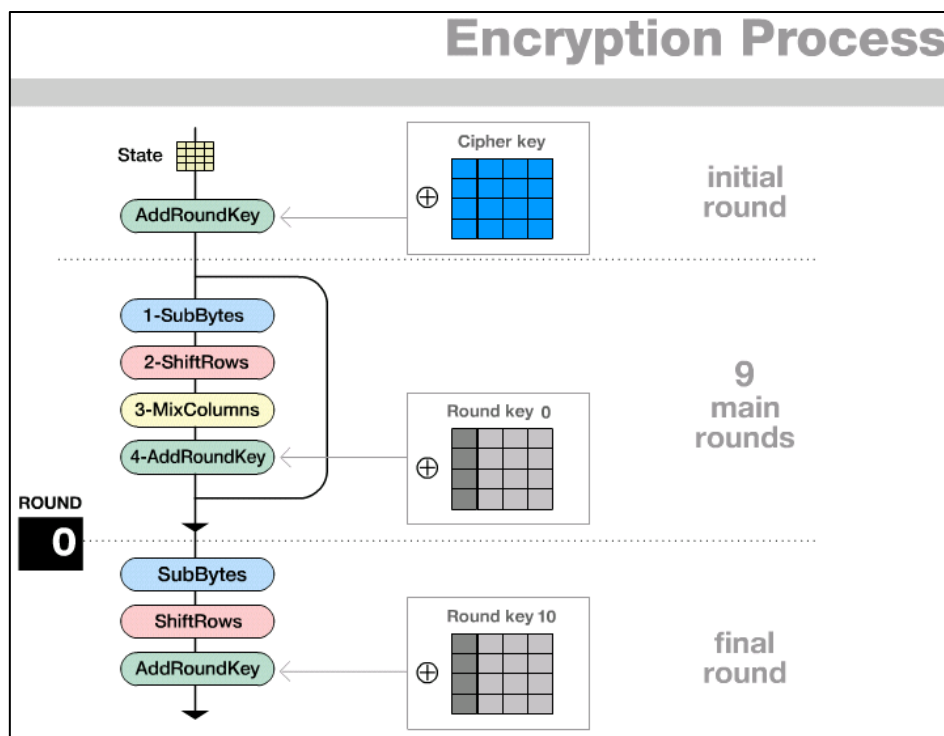 Encryption Process
State
Cipher key
⊕
AddRoundKey
initial
round
1-SubBytes
2-ShiftRows
3-MixColumns
4-AddRoundKey
Round key 0
⊕
9
main
rounds
ROUND
0
SubBytes
ShiftRows
AddRoundKey
Round key 10
⊕
final
round